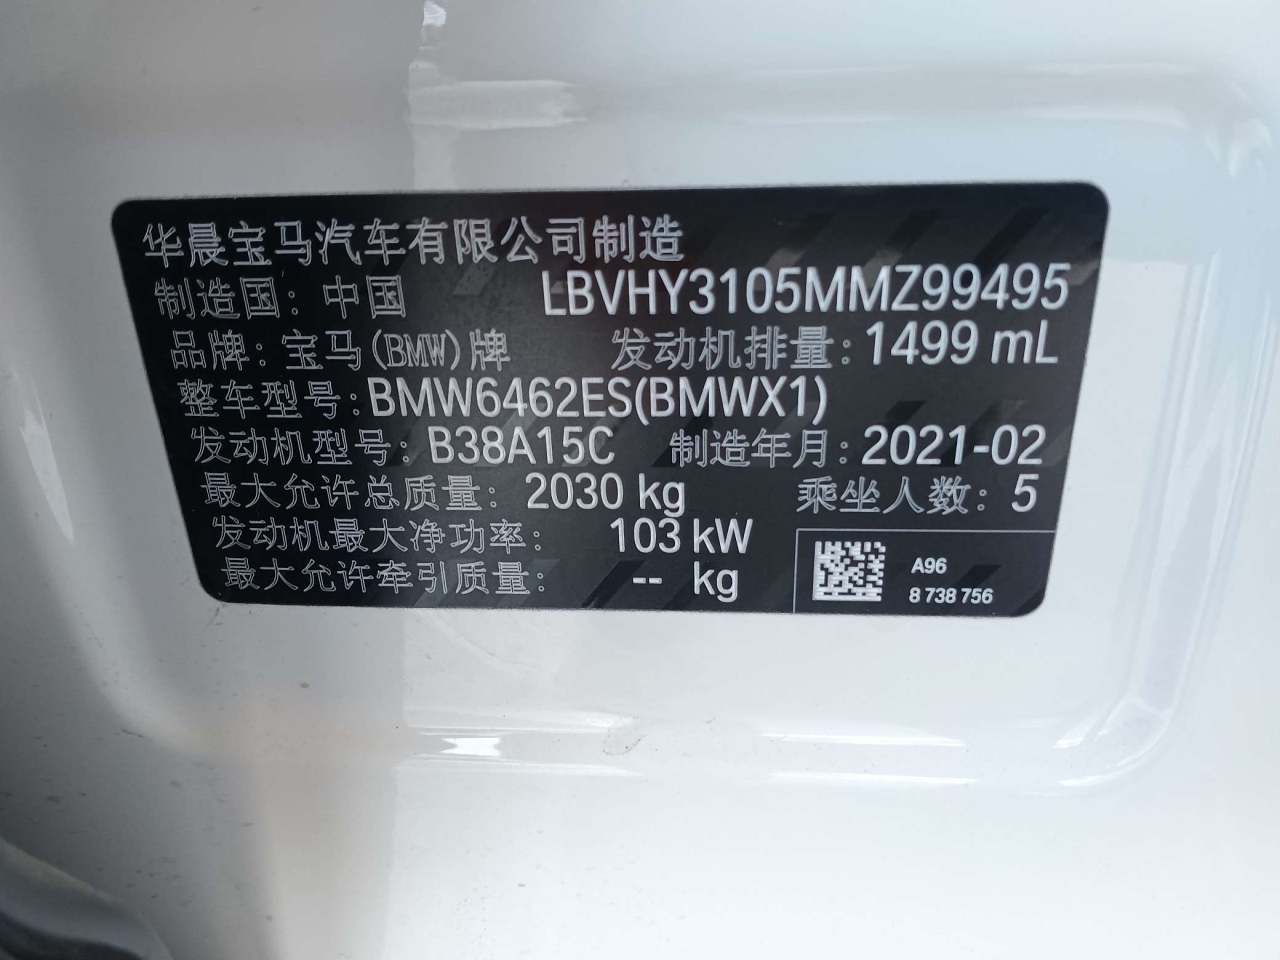 华晨宝马汽车有限公司制造
制造国：中国 LBVHY3105MMZ99495
品牌：宝马(BMW)牌 发动机排量：1499 mL
整车型号：BMW6462ES(BMWX1)
发动机型号：B38A15C 制造年月：2021-02
最大允许总质量：2030 kg 乘坐人数：5
发动机最大净功率：103 kW
最大允许牵引质量：-- kg
A96
8 738 756